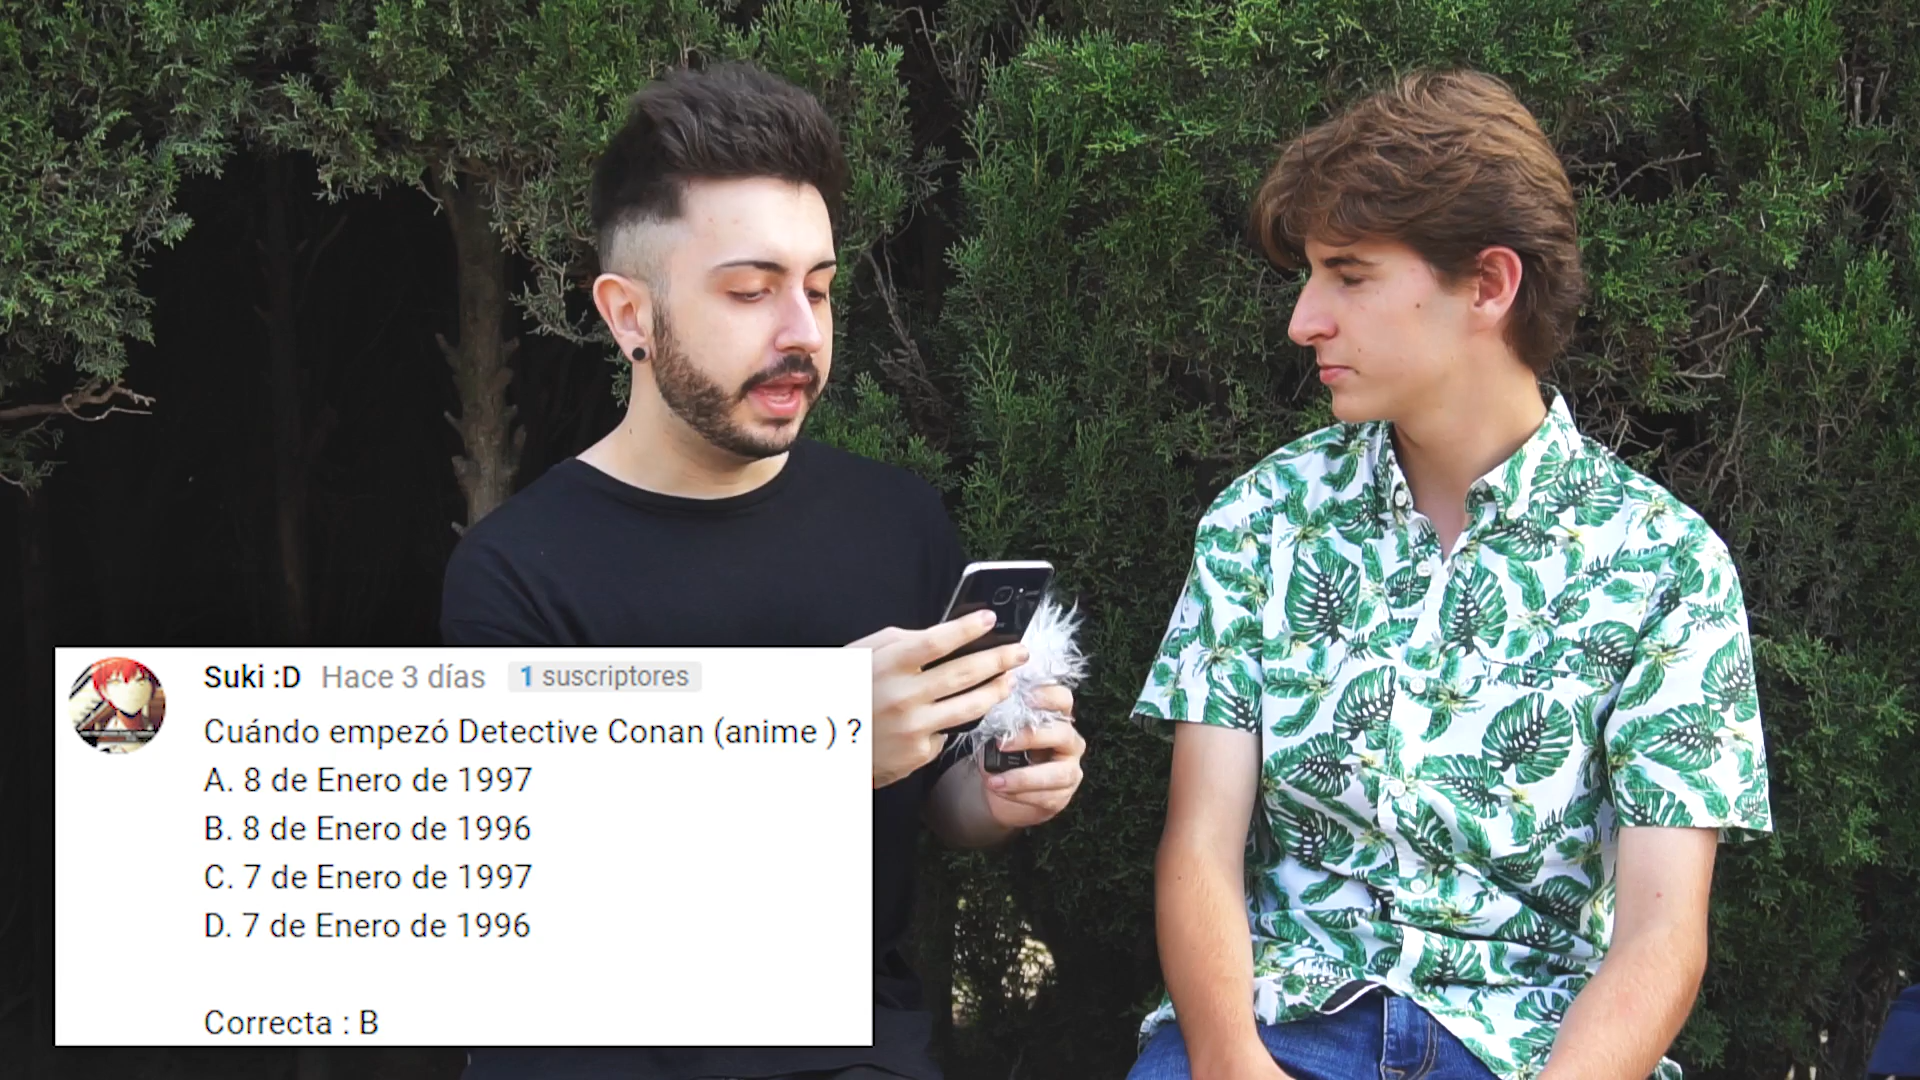 Suki :D Hace 3 días 1 suscriptores
Cuándo empezó Detective Conan (anime ) ?
A. 8 de Enero de 1997
B. 8 de Enero de 1996
C. 7 de Enero de 1997
D. 7 de Enero de 1996
Correcta : B